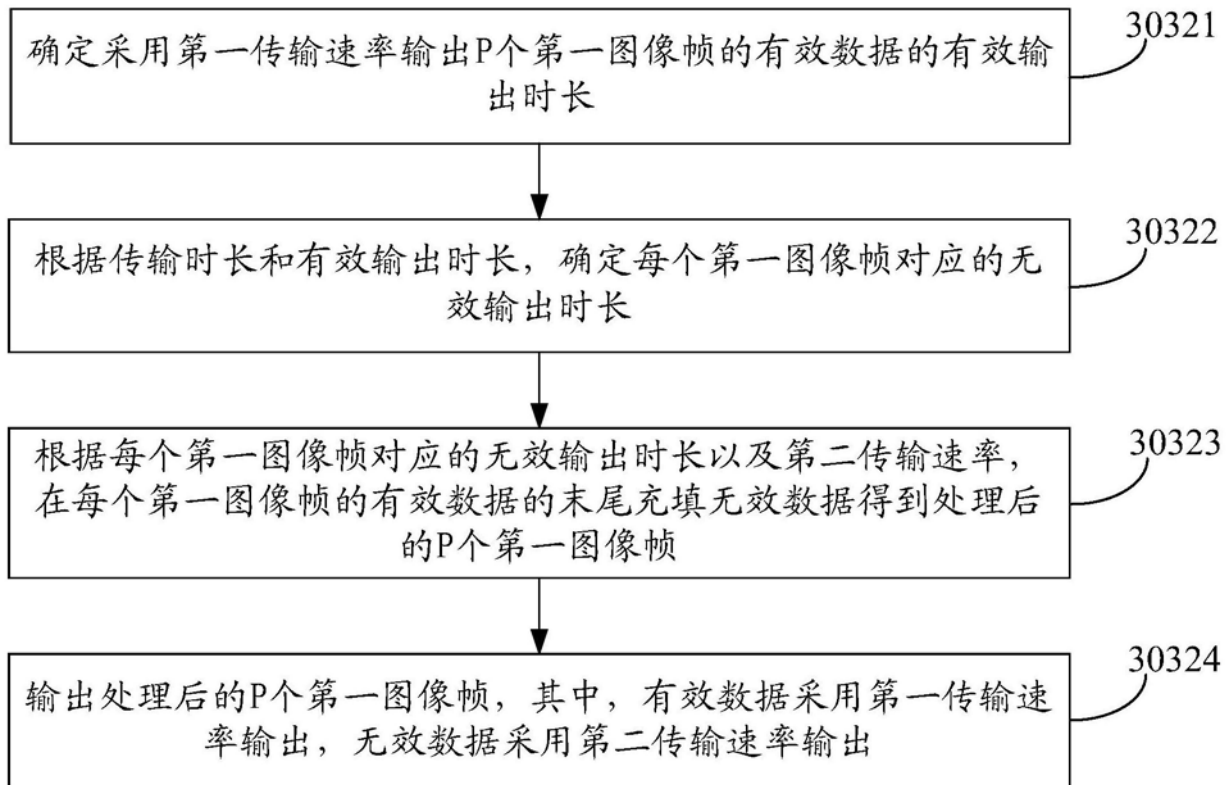 确定采用第一传输速率输出P个第一图像帧的有效数据的有效输
出时长
30321
根据传输时长和有效输出时长，确定每个第一图像帧对应的无
效输出时长
30322
根据每个第一图像帧对应的无效输出时长以及第二传输速率，
在每个第一图像帧的有效数据的末尾充填无效数据得到处理后
的P个第一图像帧
30323
输出处理后的P个第一图像帧，其中，有效数据采用第一传输速
率输出，无效数据采用第二传输速率输出
30324